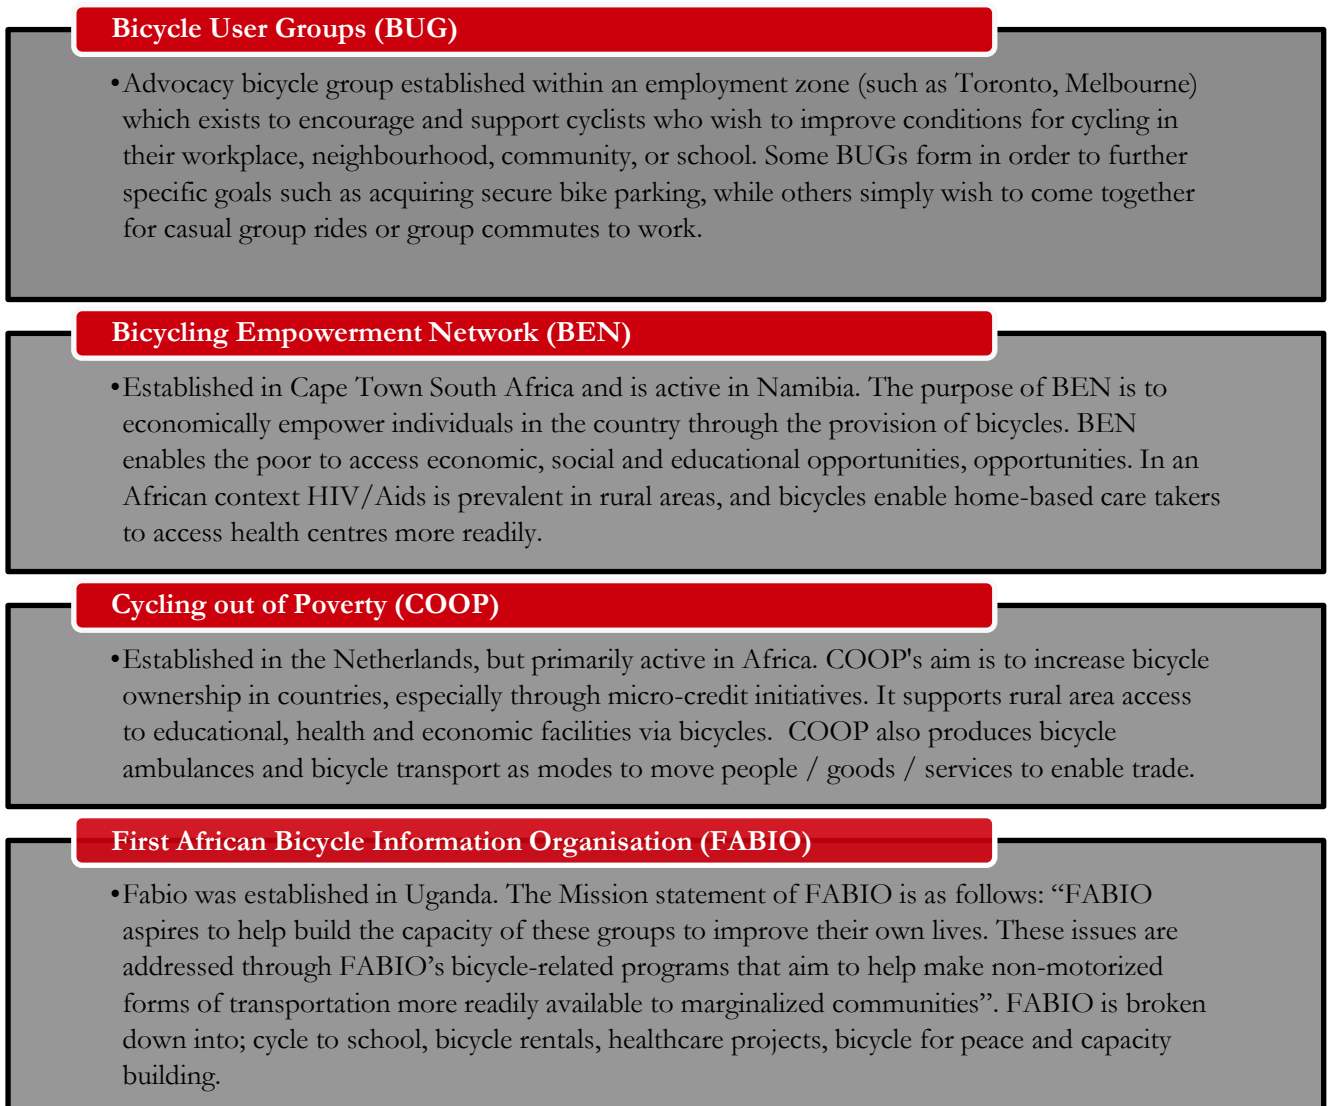 Bicycle User Groups (BUG)
•Advocacy bicycle group established within an employment zone (such as Toronto, Melbourne)
which exists to encourage and support cyclists who wish to improve conditions for cycling in
their workplace, neighbourhood, community, or school. Some BUGs form in order to further
specific goals such as acquiring secure bike parking, while others simply wish to come together
for casual group rides or group commutes to work.
Bicycling Empowerment Network (BEN)
•Established in Cape Town South Africa and is active in Namibia. The purpose of BEN is to
economically empower individuals in the country through the provision of bicycles. BEN
enables the poor to access economic, social and educational opportunities, opportunities. In an
African context HIV/Aids is prevalent in rural areas, and bicycles enable home-based care takers
to access health centres more readily.
Cycling out of Poverty (COOP)
•Established in the Netherlands, but primarily active in Africa. COOP's aim is to increase bicycle
ownership in countries, especially through micro-credit initiatives. It supports rural area access
to educational, health and economic facilities via bicycles.  COOP also produces bicycle
ambulances and bicycle transport as modes to move people / goods / services to enable trade.
First African Bicycle Information Organisation (FABIO)
•Fabio was established in Uganda. The Mission statement of FABIO is as follows: “FABIO
aspires to help build the capacity of these groups to improve their own lives. These issues are
addressed through FABIO’s bicycle-related programs that aim to help make non-motorized
forms of transportation more readily available to marginalized communities”. FABIO is broken
down into; cycle to school, bicycle rentals, healthcare projects, bicycle for peace and capacity
building.